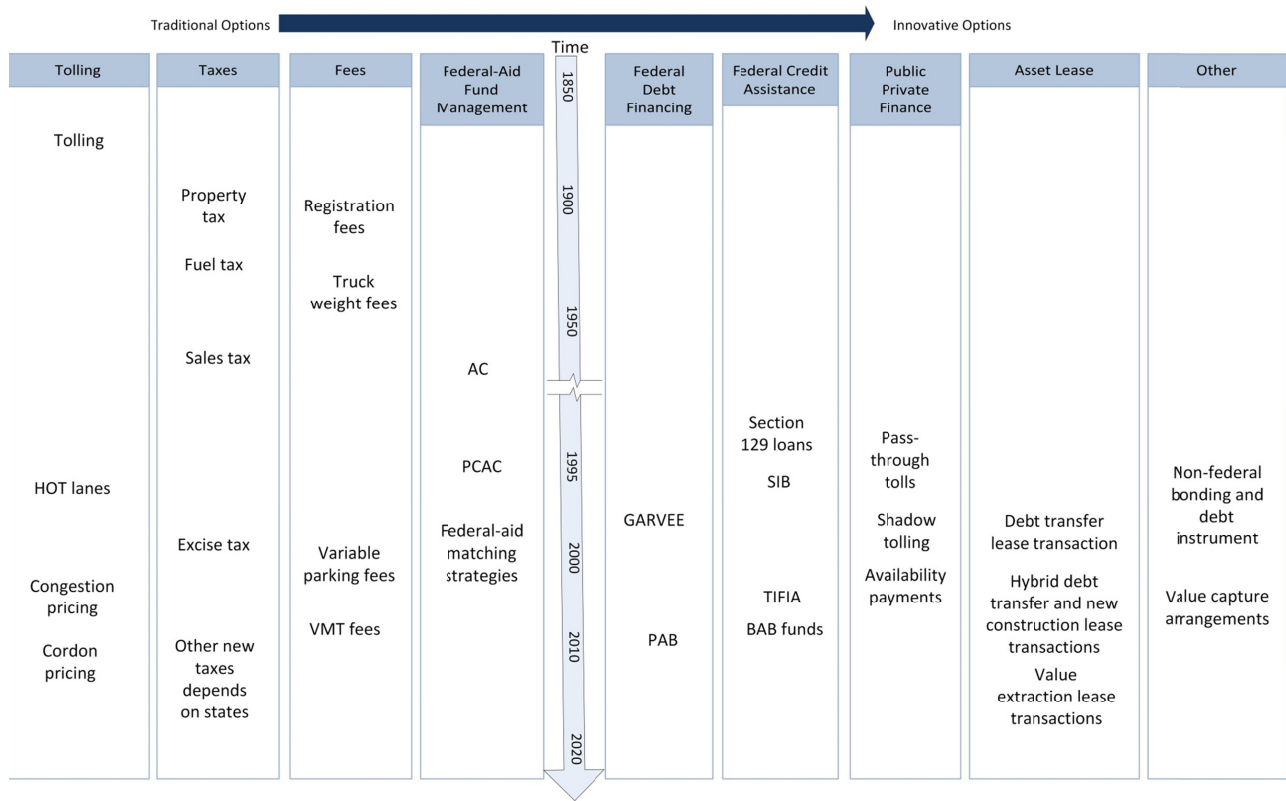 Traditional Options
Innovative Options
Time
Tolling
Tolling
HOT lanes
Congestion
pricing
Cordon
pricing
Taxes
Property
tax
Fuel tax
Sales tax
Excise tax
Other new
taxes
depends
on states
Fees
Registration
fees
Truck
weight fees
Variable
parking fees
VMT fees
Federal-Aid
Fund
Management
AC
PCAC
Federal-aid
matching
strategies
1850
1900
1950
1995
2000
2010
2020
Federal
Debt
Financing
GARVEE
PAB
Federal Credit
Assistance
Section
129 loans
SIB
TIFIA
BAB funds
Public
Private
Finance
Pass-
through
tolls
Shadow
tolling
Availability
payments
Asset Lease
Debt transfer
lease transaction
Hybrid debt
transfer and new
construction lease
transactions
Value
extraction lease
transactions
Other
Non-federal
bonding and
debt
instrument
Value capture
arrangements